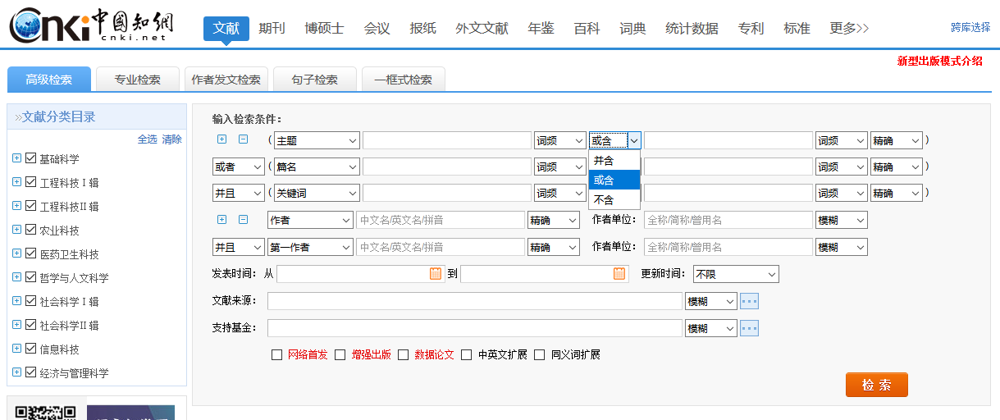 Cnki 中國知網
cnki.net
文献 期刊 博硕士 会议 报纸 外文文献 年鉴 百科 词典 统计数据 专利 标准 更多>> 跨库选择
新型出版模式介绍
高级检索 专业检索 作者发文检索 句子检索 一框式检索
»文献分类目录
全选 清除
基础科学
工程科技Ⅰ辑
工程科技II辑
农业科技
医药卫生科技
哲学与人文科学
社会科学Ⅰ辑
社会科学II辑
信息科技
经济与管理科学
输入检索条件：
( 主题 词频 或含 词频 精确 )
并含
或者 ( 篇名 词频 或含 词频 精确 )
不含
并且 ( 关键词 词频 词频 精确 )
作者 中文名/英文名/拼音 精确 作者单位： 全称/简称/曾用名 模糊
并且 第一作者 中文名/英文名/拼音 精确 作者单位： 全称/简称/曾用名 模糊
发表时间： 从 到 更新时间： 不限
文献来源： 模糊 ...
支持基金： 模糊 ...
网络首发 增强出版 数据论文 中英文扩展 同义词扩展
检 索